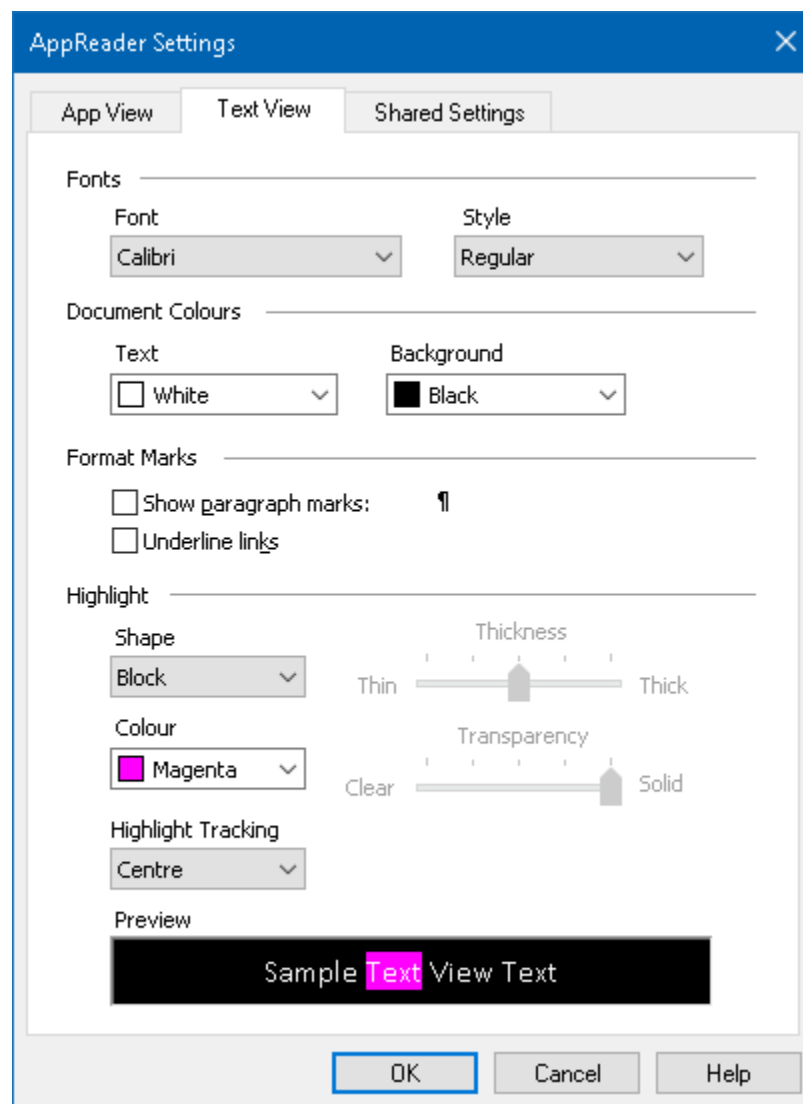 AppReader Settings
App View Text View Shared Settings
Fonts
Font Style
Calibri Regular
Document Colours
Text Background
White Black
Format Marks
Show paragraph marks: ¶
Underline links
Highlight
Shape Thickness
Block Thin Thick
Colour Transparency
Magenta Clear Solid
Highlight Tracking
Centre
Preview
Sample Text View Text
OK Cancel Help